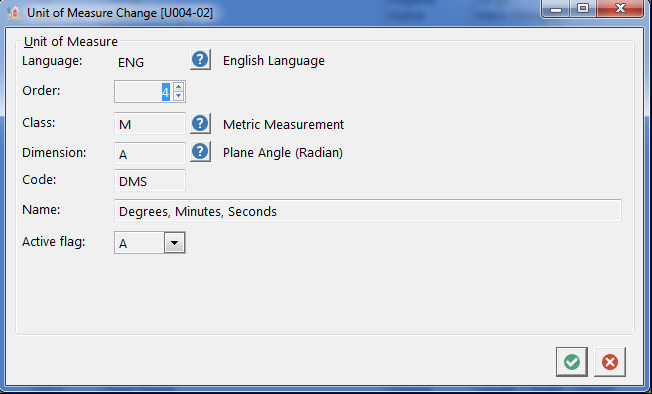 Unit of Measure Change [U004-02]
Unit of Measure
Language: ENG ? English Language
Order: 4
Class: M ? Metric Measurement
Dimension: A ? Plane Angle (Radian)
Code: DMS
Name: Degrees, Minutes, Seconds
Active flag: A